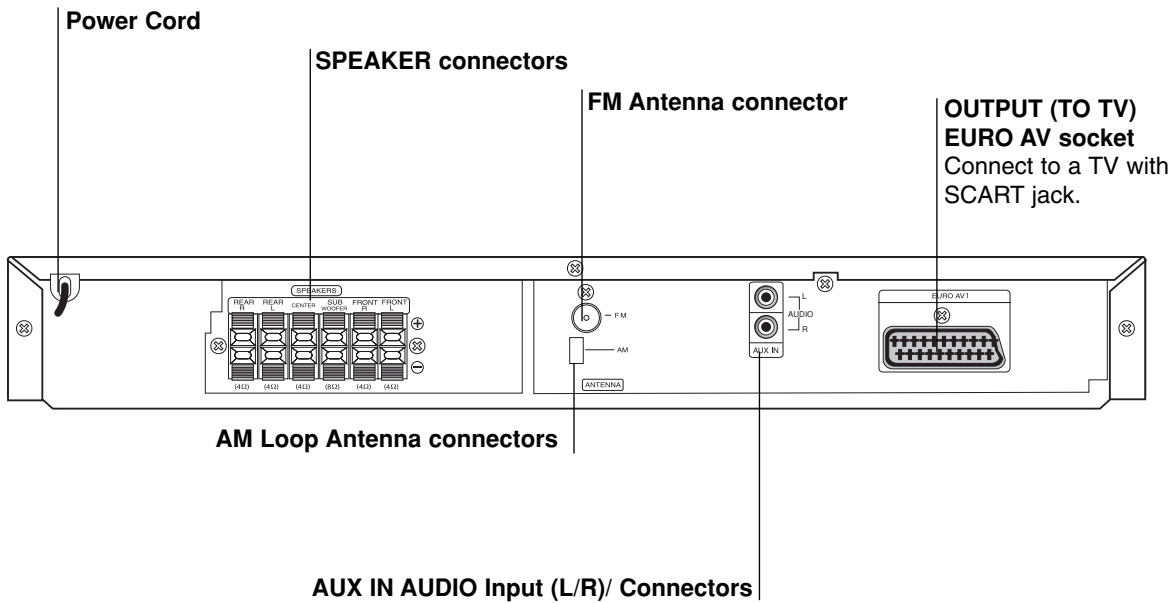 Power Cord
SPEAKER connectors
FM Antenna connector
OUTPUT (TO TV)
EURO AV socket
Connect to a TV with
SCART jack.
SPEAKERS
REAR R
REAR L
CENTER
SUB WOOFER
FRONT R
FRONT L
(4Ω) (4Ω) (4Ω) (8Ω) (4Ω) (4Ω)
FM
AM
ANTENNA
L
AUDIO
R
AUX IN
EURO AV1
AM Loop Antenna connectors
AUX IN AUDIO Input (L/R)/ Connectors